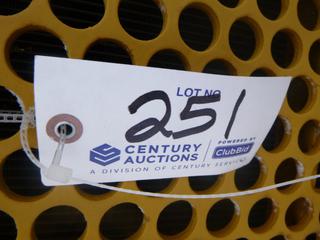 LOT NO.
251
CENTURY AUCTIONS
POWERED BY ClubBid
A DIVISION OF CENTURY SERVICES